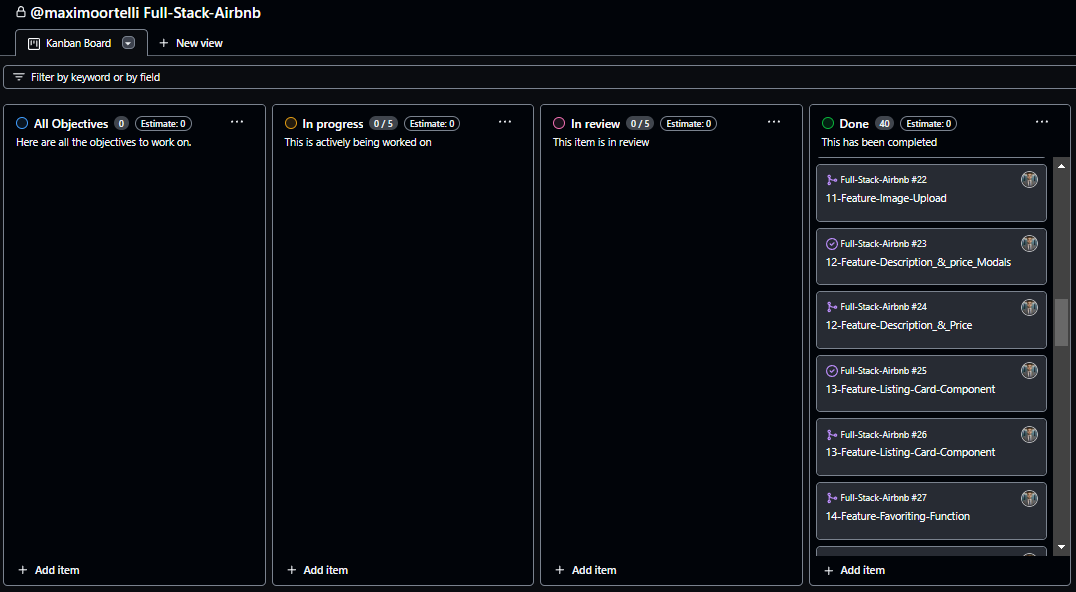 @maximoortelli Full-Stack-Airbnb
Kanban Board
New view
Filter by keyword or by field
All Objectives 0 Estimate: 0
Here are all the objectives to work on.
Add item
In progress 0 / 5 Estimate: 0
This is actively being worked on
Add item
In review 0 / 5 Estimate: 0
This item is in review
Add item
Done 40 Estimate: 0
This has been completed
Full-Stack-Airbnb #22
11-Feature-Image-Upload
Full-Stack-Airbnb #23
12-Feature-Description_&_price_Modals
Full-Stack-Airbnb #24
12-Feature-Description_&_Price
Full-Stack-Airbnb #25
13-Feature-Listing-Card-Component
Full-Stack-Airbnb #26
13-Feature-Listing-Card-Component
Full-Stack-Airbnb #27
14-Feature-Favoriting-Function
Add item